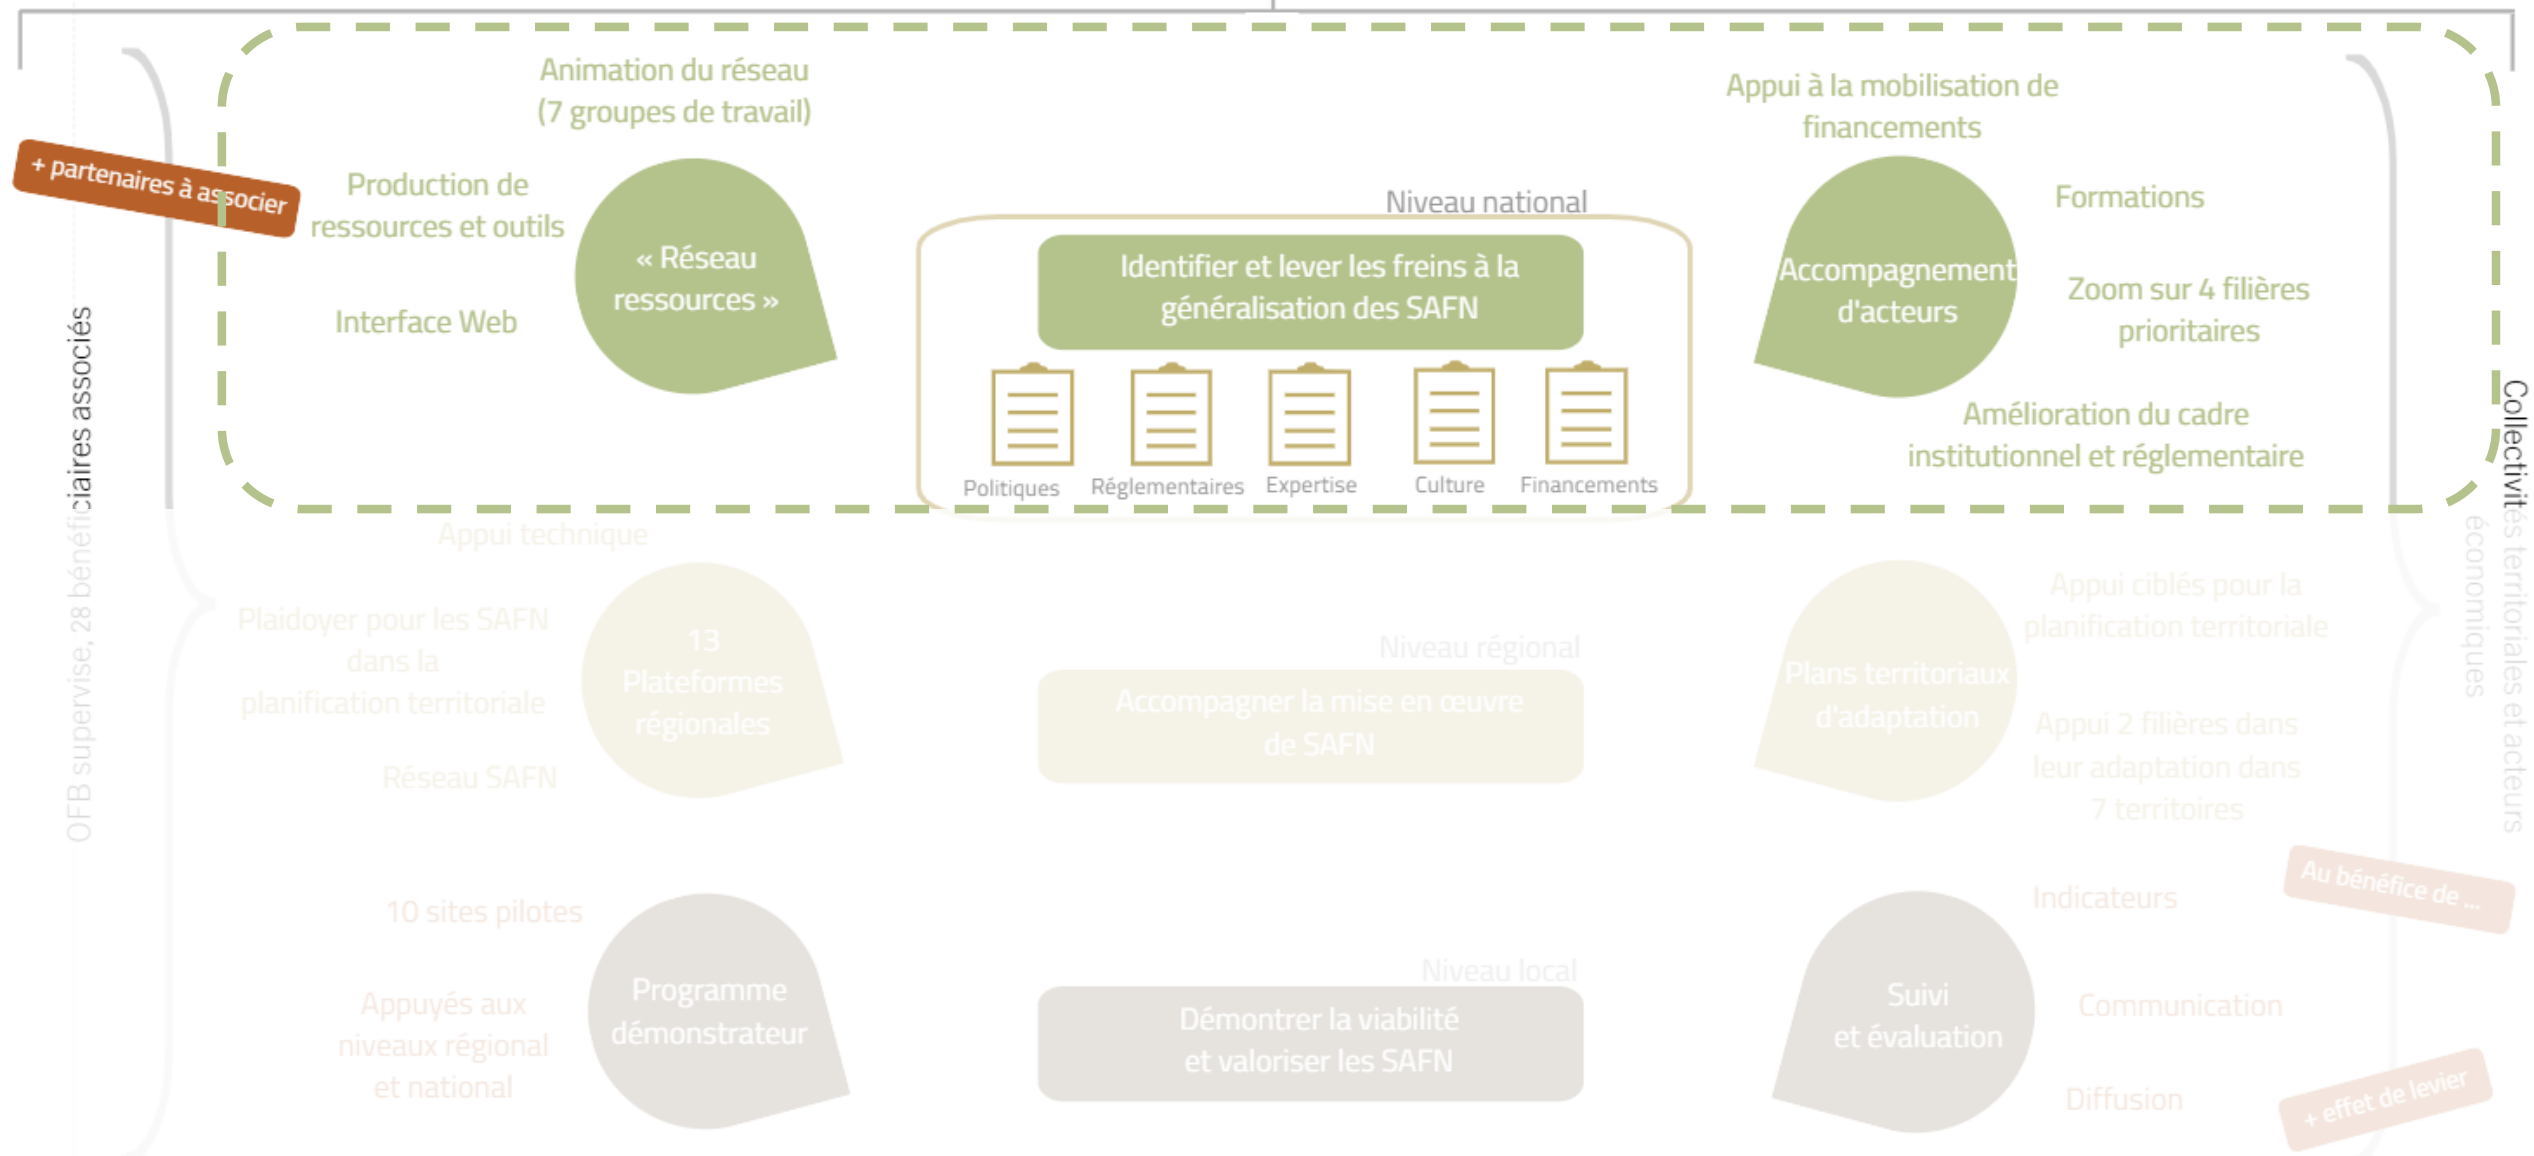 Animation du réseau
(7 groupes de travail)
+ partenaires à associer
Production de
ressources et outils
Interface Web
« Réseau
ressources »
Niveau national
Identifier et lever les freins à la
généralisation des SAFN
Politiques
Réglementaires
Expertise
Culture
Financements
Appui à la mobilisation de
financements
Accompagnement
d'acteurs
Formations
Zoom sur 4 filières
prioritaires
Amélioration du cadre
institutionnel et réglementaire
OFB supervise, 28 bénéficiaires associés
Collectivités territoriales et acteurs
économiques
Appui technique
Plaidoyer pour les SAFN
dans la
planification territoriale
Réseau SAFN
13
Plateformes
régionales
Niveau régional
Accompagner la mise en œuvre
de SAFN
Plans territoriaux
d'adaptation
Appui ciblés pour la
planification territoriale
Appui 2 filières dans
leur adaptation dans
7 territoires
10 sites pilotes
Appuyés aux
niveaux régional
et national
Programme
démonstrateur
Niveau local
Démontrer la viabilité
et valoriser les SAFN
Suivi
et évaluation
Indicateurs
Communication
Diffusion
Au bénéfice de ...
+ effet de levier